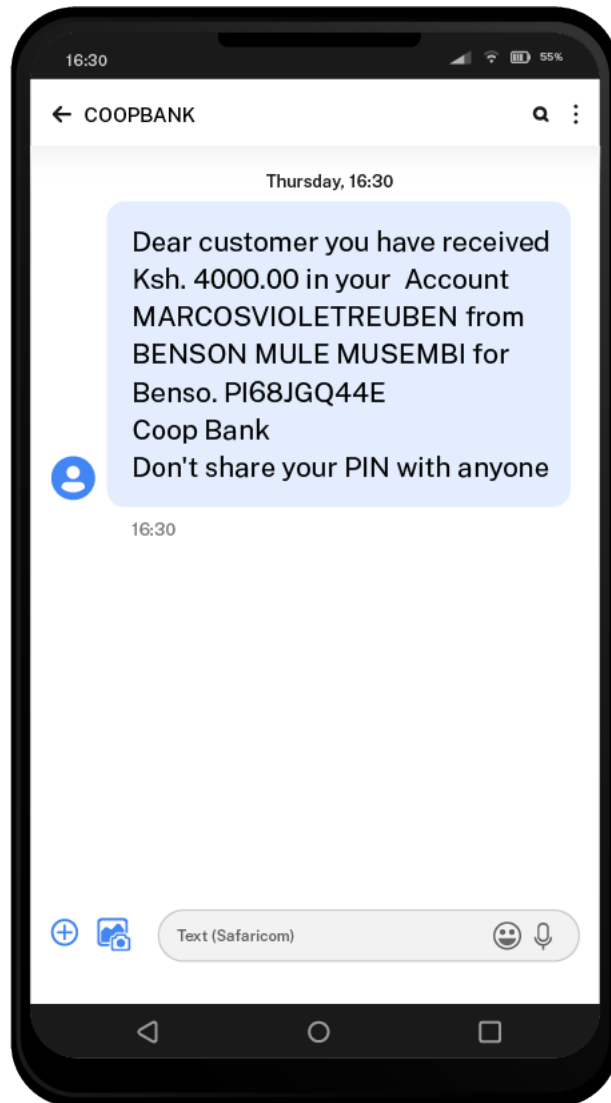 16:30
55%
COOPBANK
Thursday, 16:30
Dear customer you have received
Ksh. 4000.00 in your  Account
MARCOSVIOLETREUBEN from
BENSON MULE MUSEMBI for
Benso. PI68JGQ44E
Coop Bank
Don't share your PIN with anyone
16:30
Text (Safaricom)